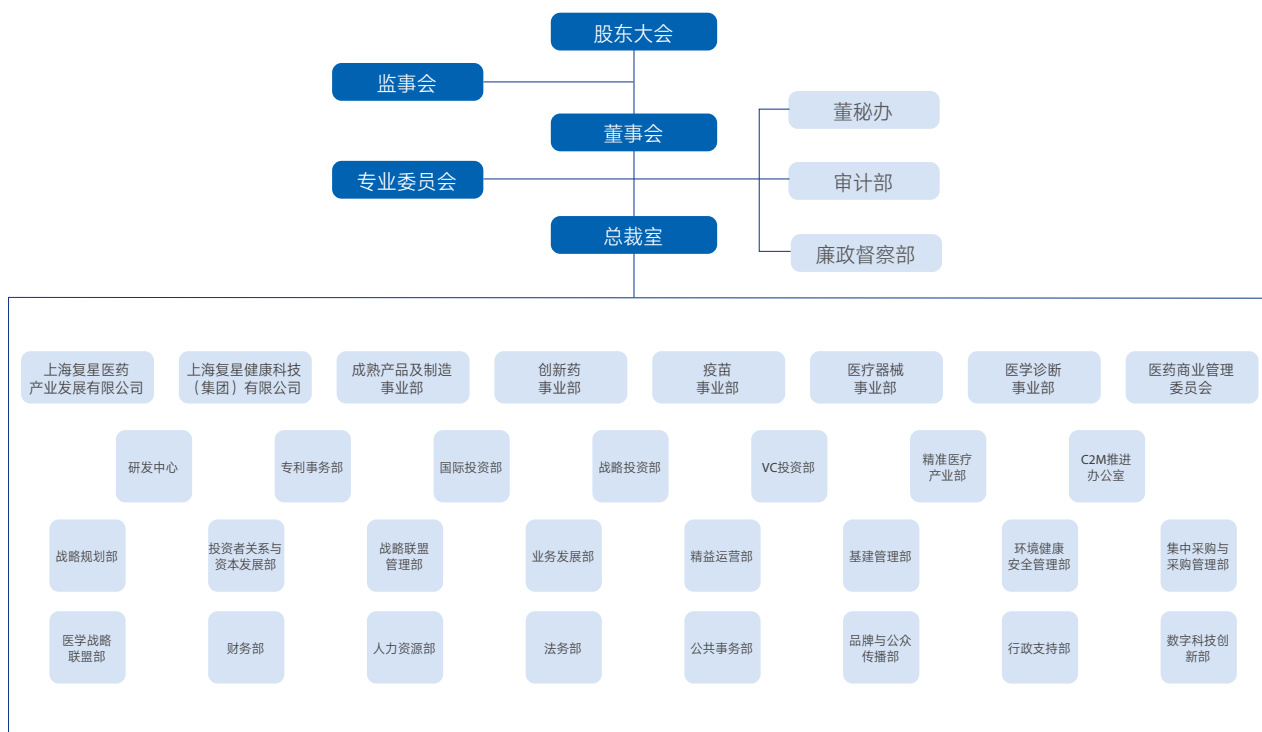 股东大会
监事会
董事会
董秘办
专业委员会
审计部
总裁室
廉政督察部
上海复星医药
产业发展有限公司
上海复星健康科技
（集团）有限公司
成熟产品及制造
事业部
创新药
事业部
疫苗
事业部
医疗器械
事业部
医学诊断
事业部
医药商业管理
委员会
研发中心
专利事务部
国际投资部
战略投资部
VC投资部
精准医疗
产业部
C2M推进
办公室
战略规划部
投资者关系与
资本发展部
战略联盟
管理部
业务发展部
精益运营部
基建管理部
环境健康
安全管理部
集中采购与
采购管理部
医学战略
联盟部
财务部
人力资源部
法务部
公共事务部
品牌与公众
传播部
行政支持部
数字科技创
新部